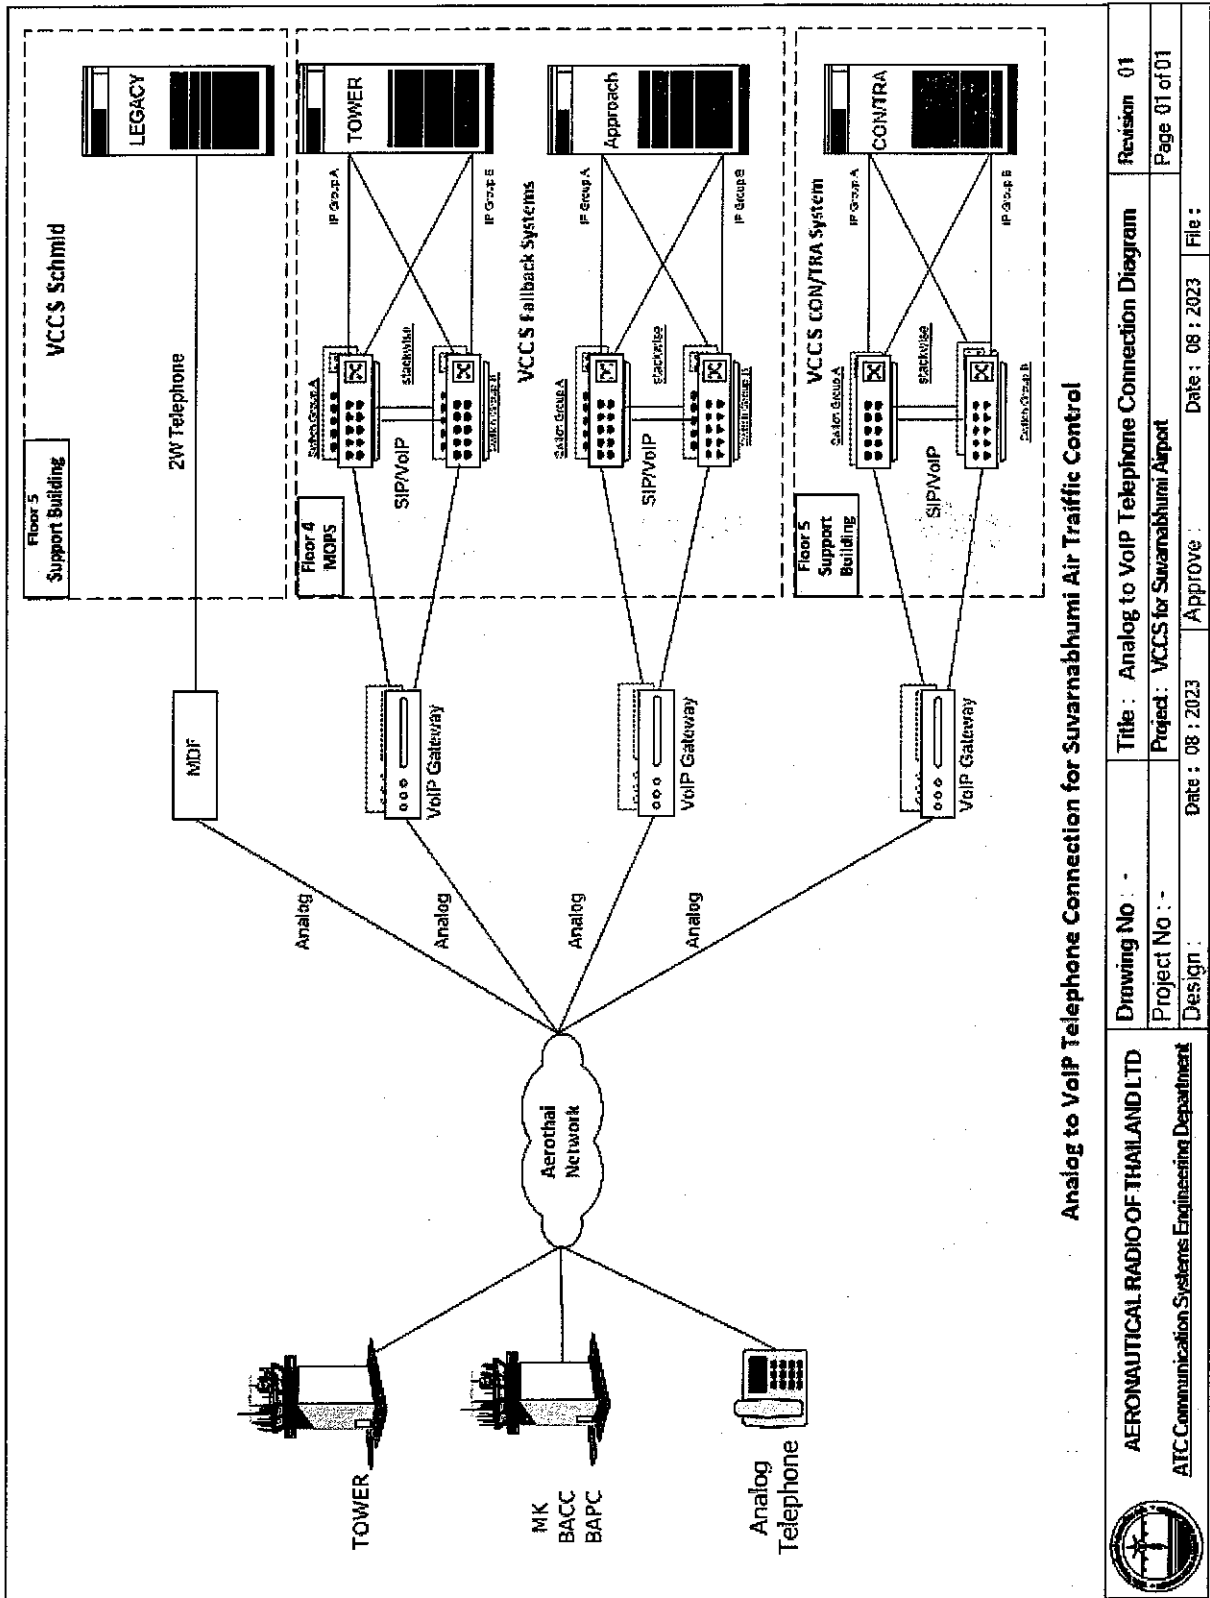 Floor 5
Support Building
VCCS Schmid
LEGACY
2W Telephone
MDF
Analog
Floor 4
MOPS
TOWER
IP Group A
IP Group B
Switch Group A
stackwise
Switch Group B
SIP/VoIP
VoIP Gateway
Analog
VCCS Fallback Systems
Approach
IP Group A
IP Group B
Switch Group A
stackwise
Switch Group B
SIP/VoIP
VoIP Gateway
Analog
Floor 5
Support
Building
VCCS CON/TRA System
CON/TRA
IP Group A
IP Group B
Switch Group A
stackwise
Switch Group B
SIP/VoIP
VoIP Gateway
Analog
Aerothai
Network
TOWER
MK
BACC
BAPC
Analog
Telephone
Analog to VoIP Telephone Connection for Suvarnabhumi Air Traiffic Control
AERONAUTICAL RADIO OF THAILAND LTD
ATC Communication Systems Engineering Department
Drawing No : -
Project No : -
Design :
Date : 08 : 2023
Title : Analog to VoIP Telephone Connection Diagram
Project : VCCS for Suvarnabhumi Airport
Approve :
Date : 08 : 2023
File :
Revision 01
Page 01 of 01